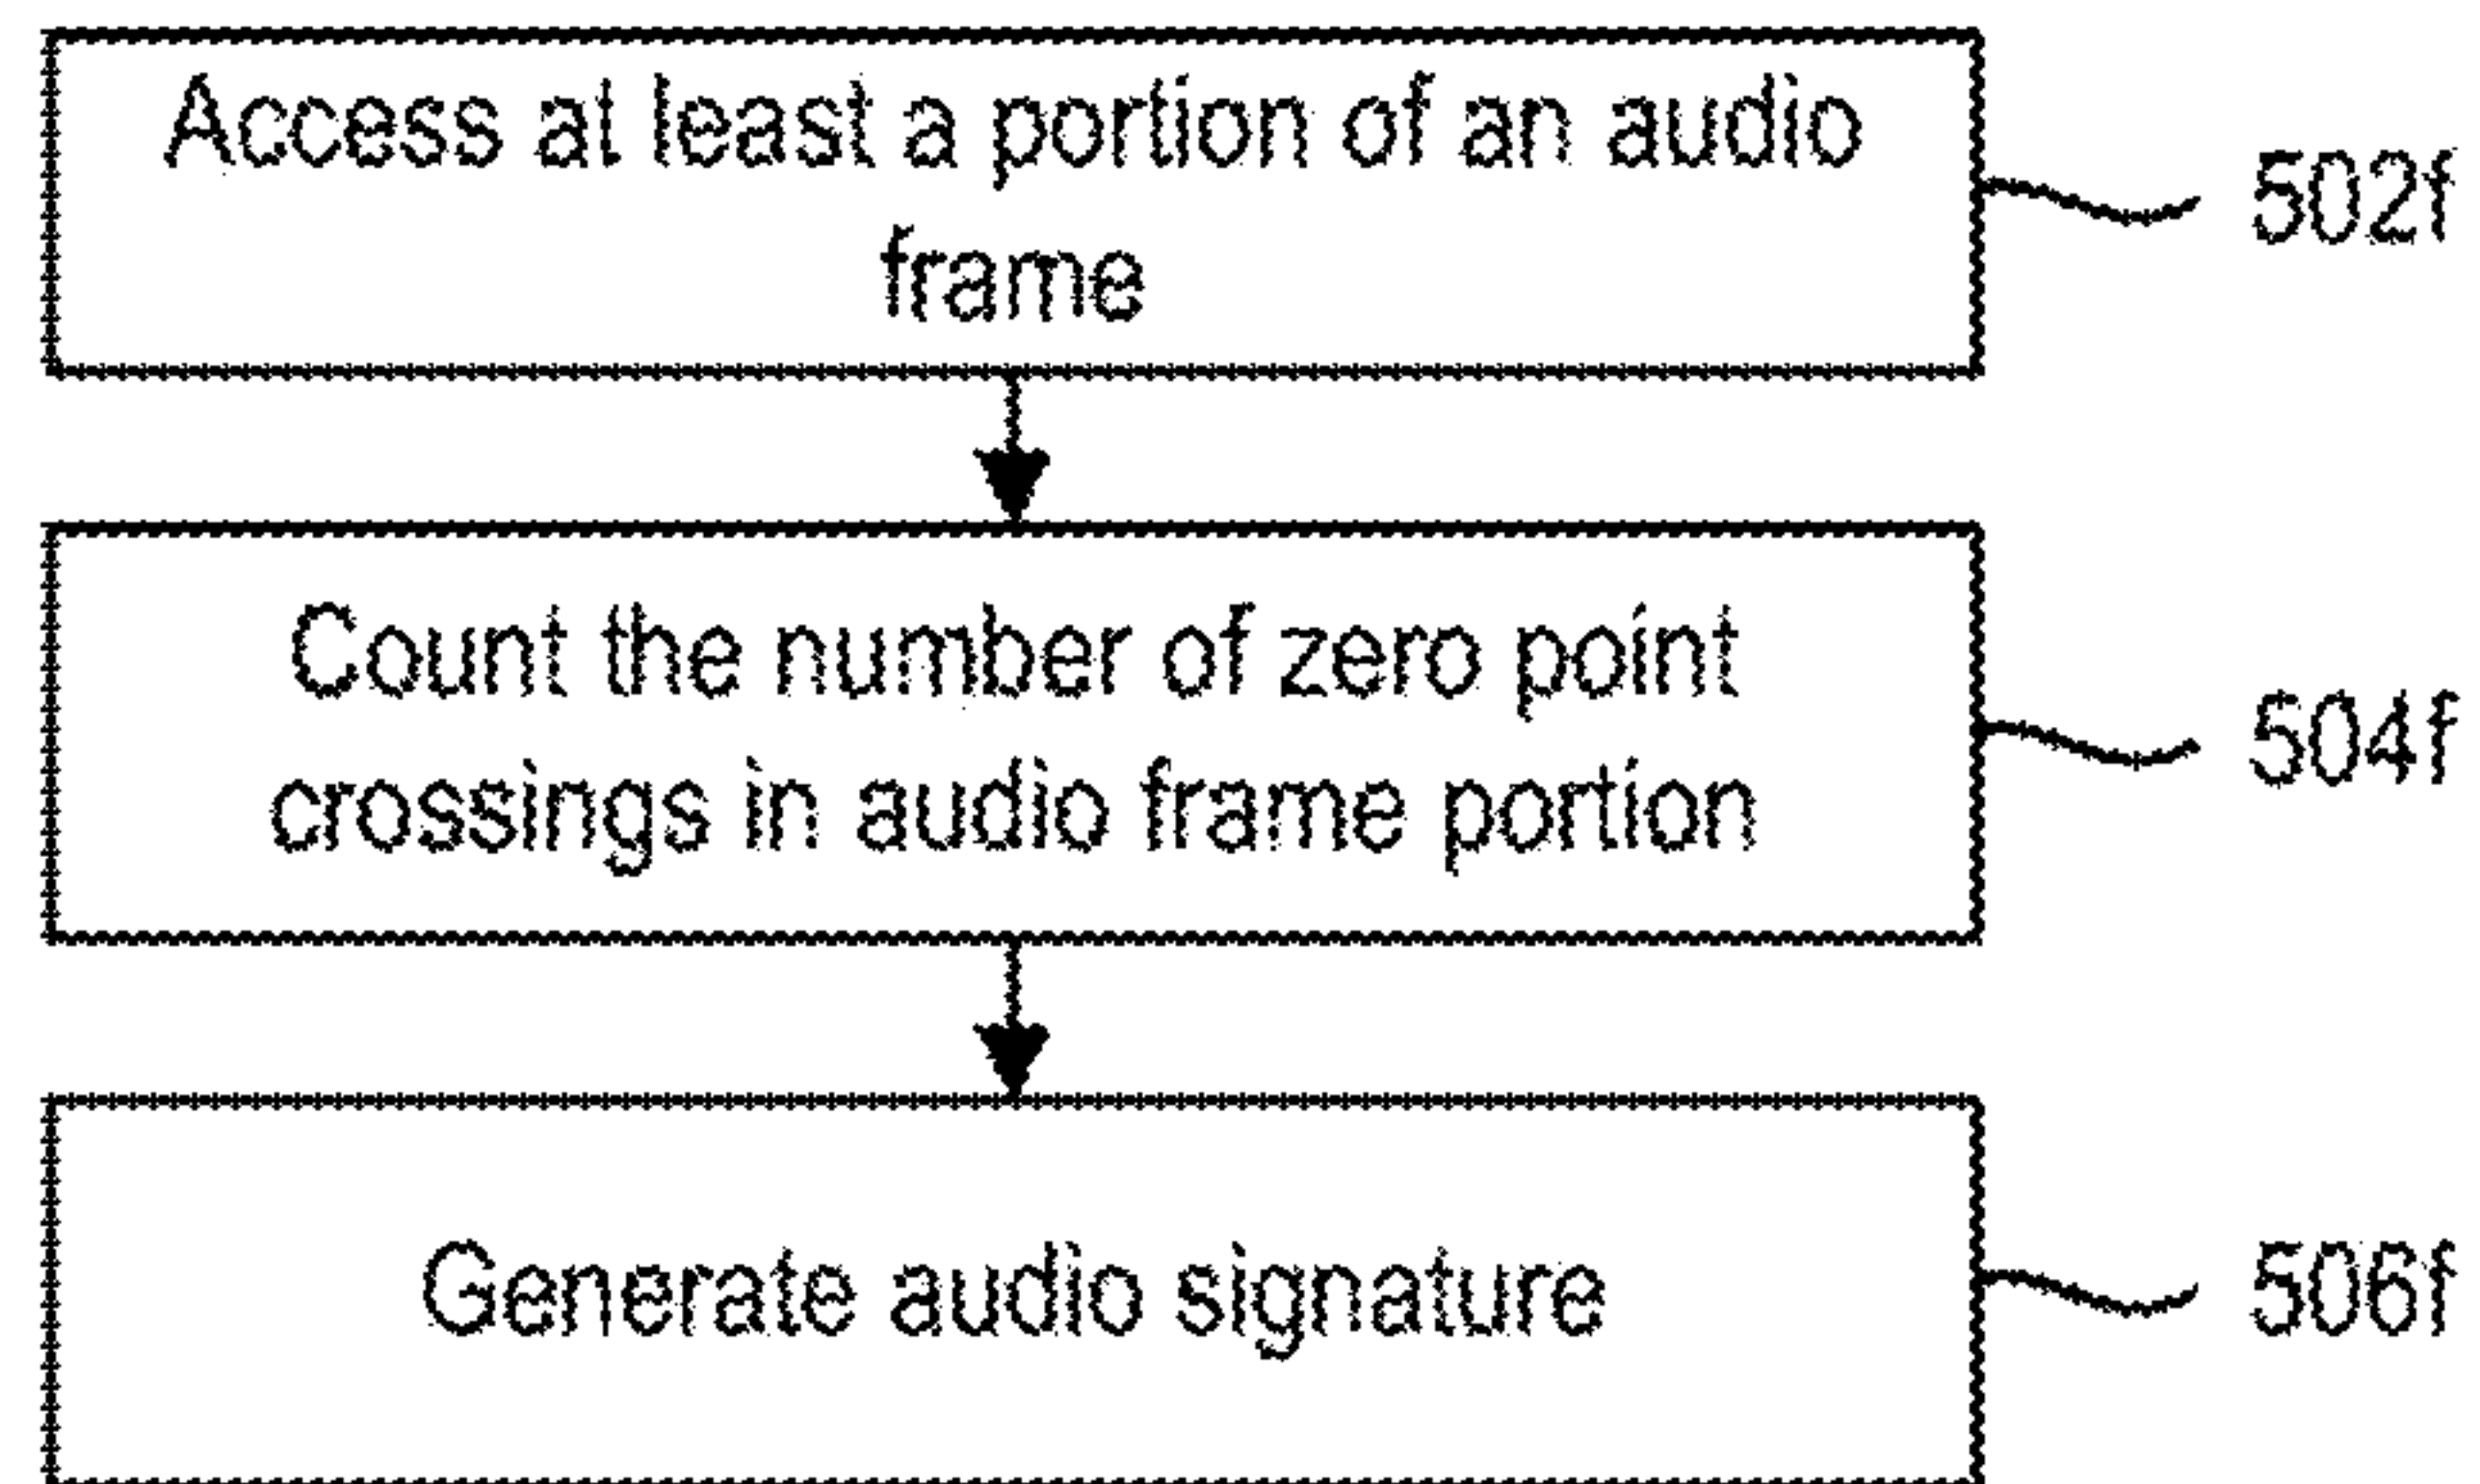 Access at least a portion of an audio
frame
502f
Count the number of zero point
crossings in audio frame portion
504f
Generate audio signature
506f